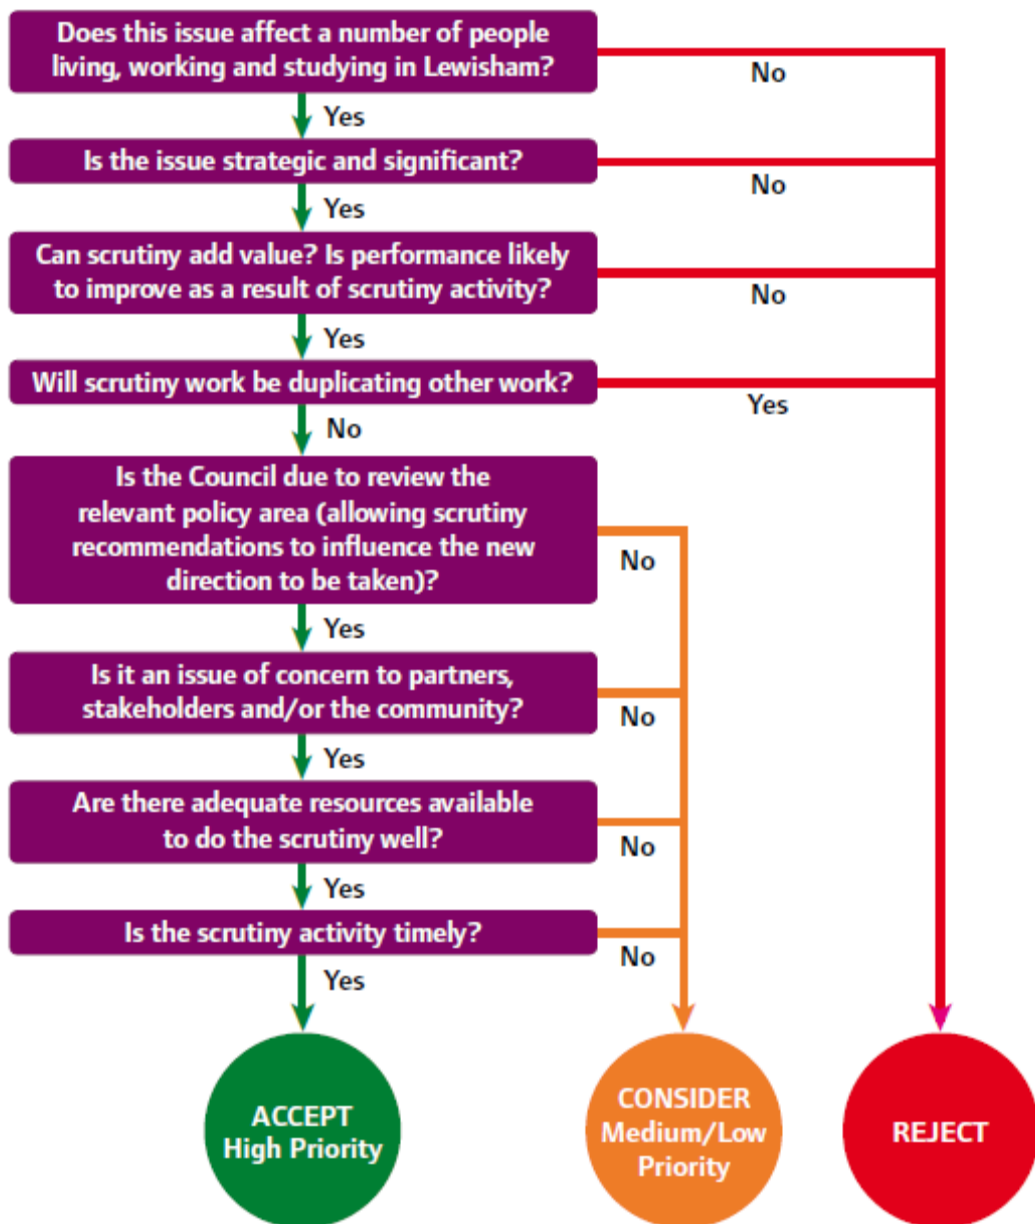 Does this issue affect a number of people
living, working and studying in Lewisham?
No
Yes
Is the issue strategic and significant?
No
Yes
Can scrutiny add value? Is performance likely
to improve as a result of scrutiny activity?
No
Yes
Will scrutiny work be duplicating other work?
Yes
No
Is the Council due to review the
relevant policy area (allowing scrutiny
recommendations to influence the new
direction to be taken)?
No
Yes
Is it an issue of concern to partners,
stakeholders and/or the community?
No
Yes
Are there adequate resources available
to do the scrutiny well?
No
Yes
Is the scrutiny activity timely?
No
Yes
ACCEPT
High Priority
CONSIDER
Medium/Low
Priority
REJECT